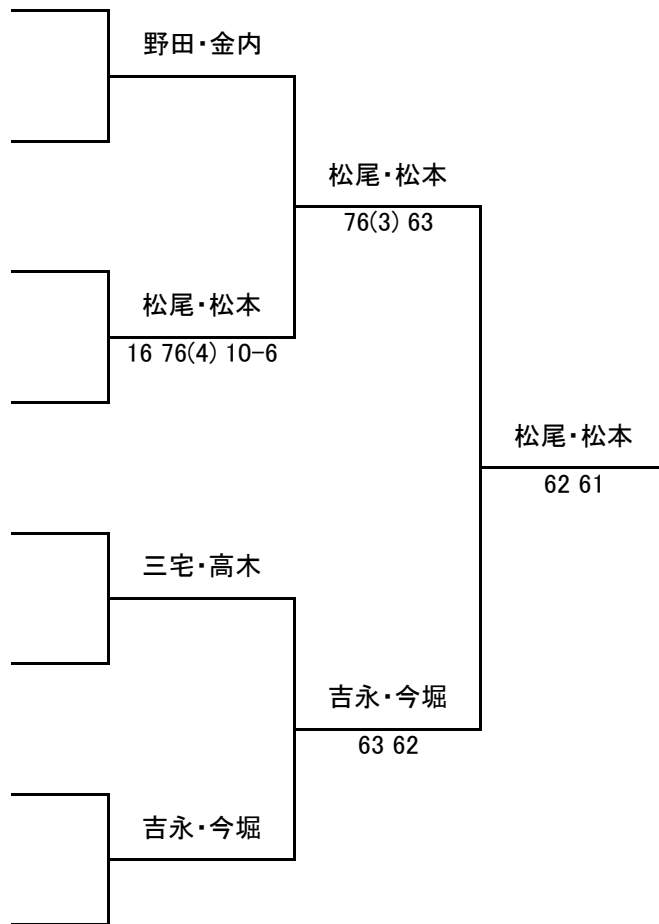 野田・金内
松尾・松本
76(3) 63
松尾・松本
16 76(4) 10-6
松尾・松本
62 61
三宅・高木
吉永・今堀
63 62
吉永・今堀